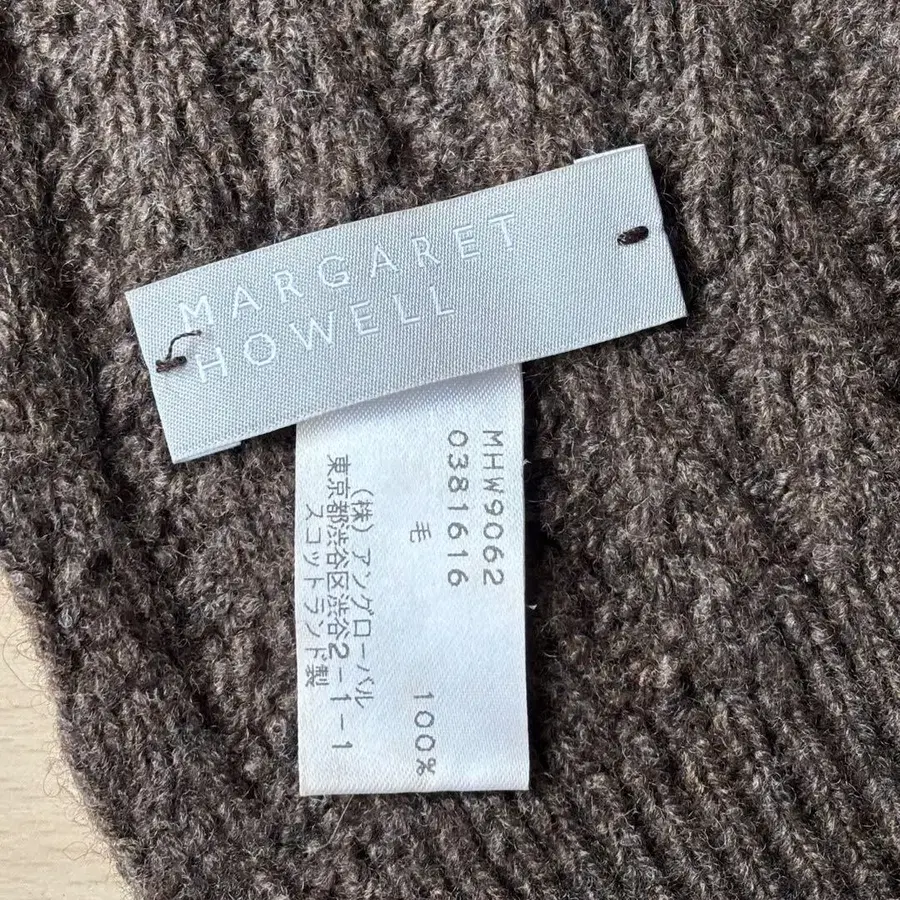 MARGARET
HOWELL
MHW9062
0381616
毛 100%
(株)アングローバル
東京都渋谷区渋谷2-1-1
スコットランド製